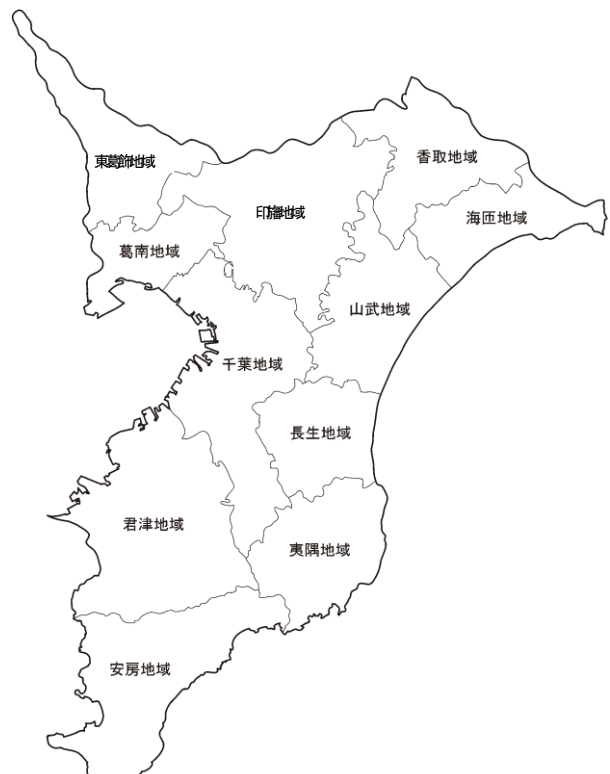 東葛飾地域
香取地域
印旛地域
海匝地域
葛南地域
山武地域
千葉地域
長生地域
君津地域
夷隅地域
安房地域